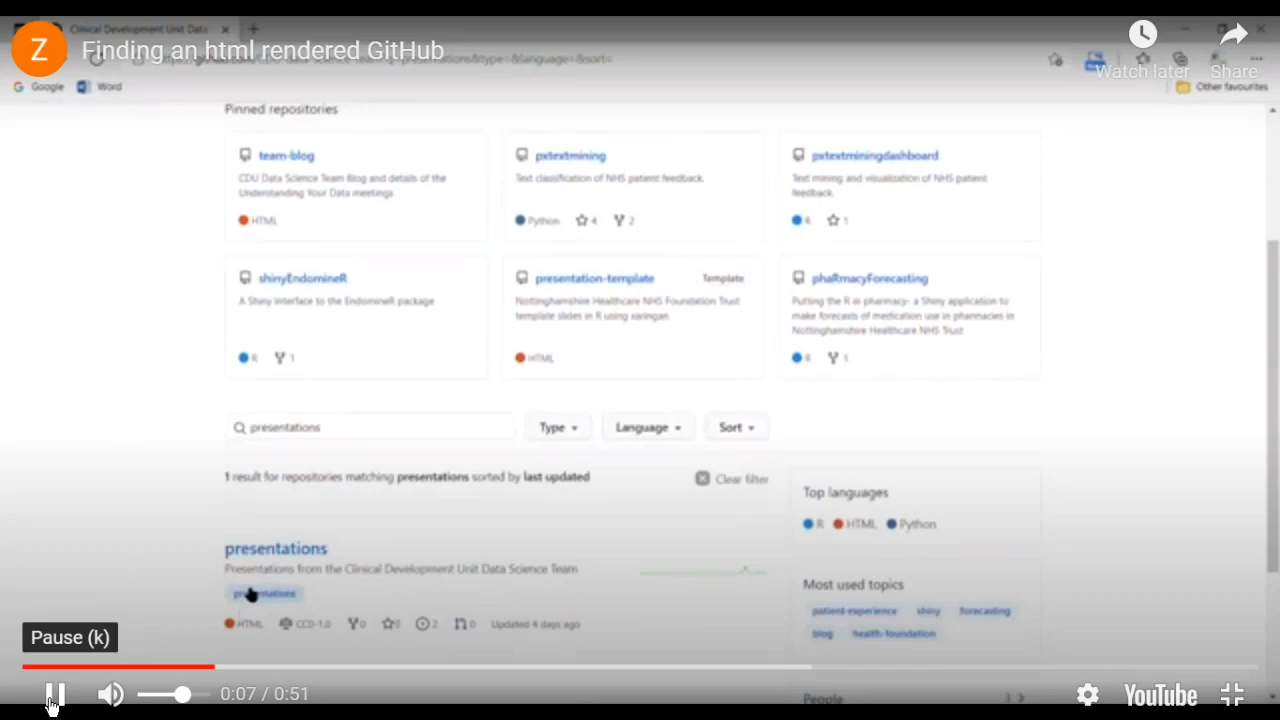 Clinical Development Unit Data
Z
Finding an html rendered GitHub
Watch later
Share
Google
Word
Other favourites
Pinned repositories
team-blog
CDU Data Science Team Blog and details of the
Understanding Your Data meetings
HTML
pxtextmining
Text classification of NHS patient feedback.
Python 4 2
pxtextminingdashboard
Text mining and visualization of NHS patient
feedback.
R 1
shinyEndomineR
A Shiny interface to the EndomineR package
R 1
presentation-template
Template
Nottinghamshire Healthcare NHS Foundation Trust
template slides in R using xaringan
HTML
phaRmacyForecasting
Putting the R in pharmacy- a Shiny application to
make forecasts of medication use in pharmacies in
Nottinghamshire Healthcare NHS Trust
R 1
presentations
Type
Language
Sort
1 result for repositories matching presentations sorted by last updated
Clear filter
presentations
Presentations from the Clinical Development Unit Data Science Team
HTML CC0-1.0 0 0 2 0 Updated 4 days ago
Top languages
R HTML Python
Most used topics
patient-experience shiny forecasting
blog health-foundation
People
Pause (k)
0:07 / 0:51
YouTube